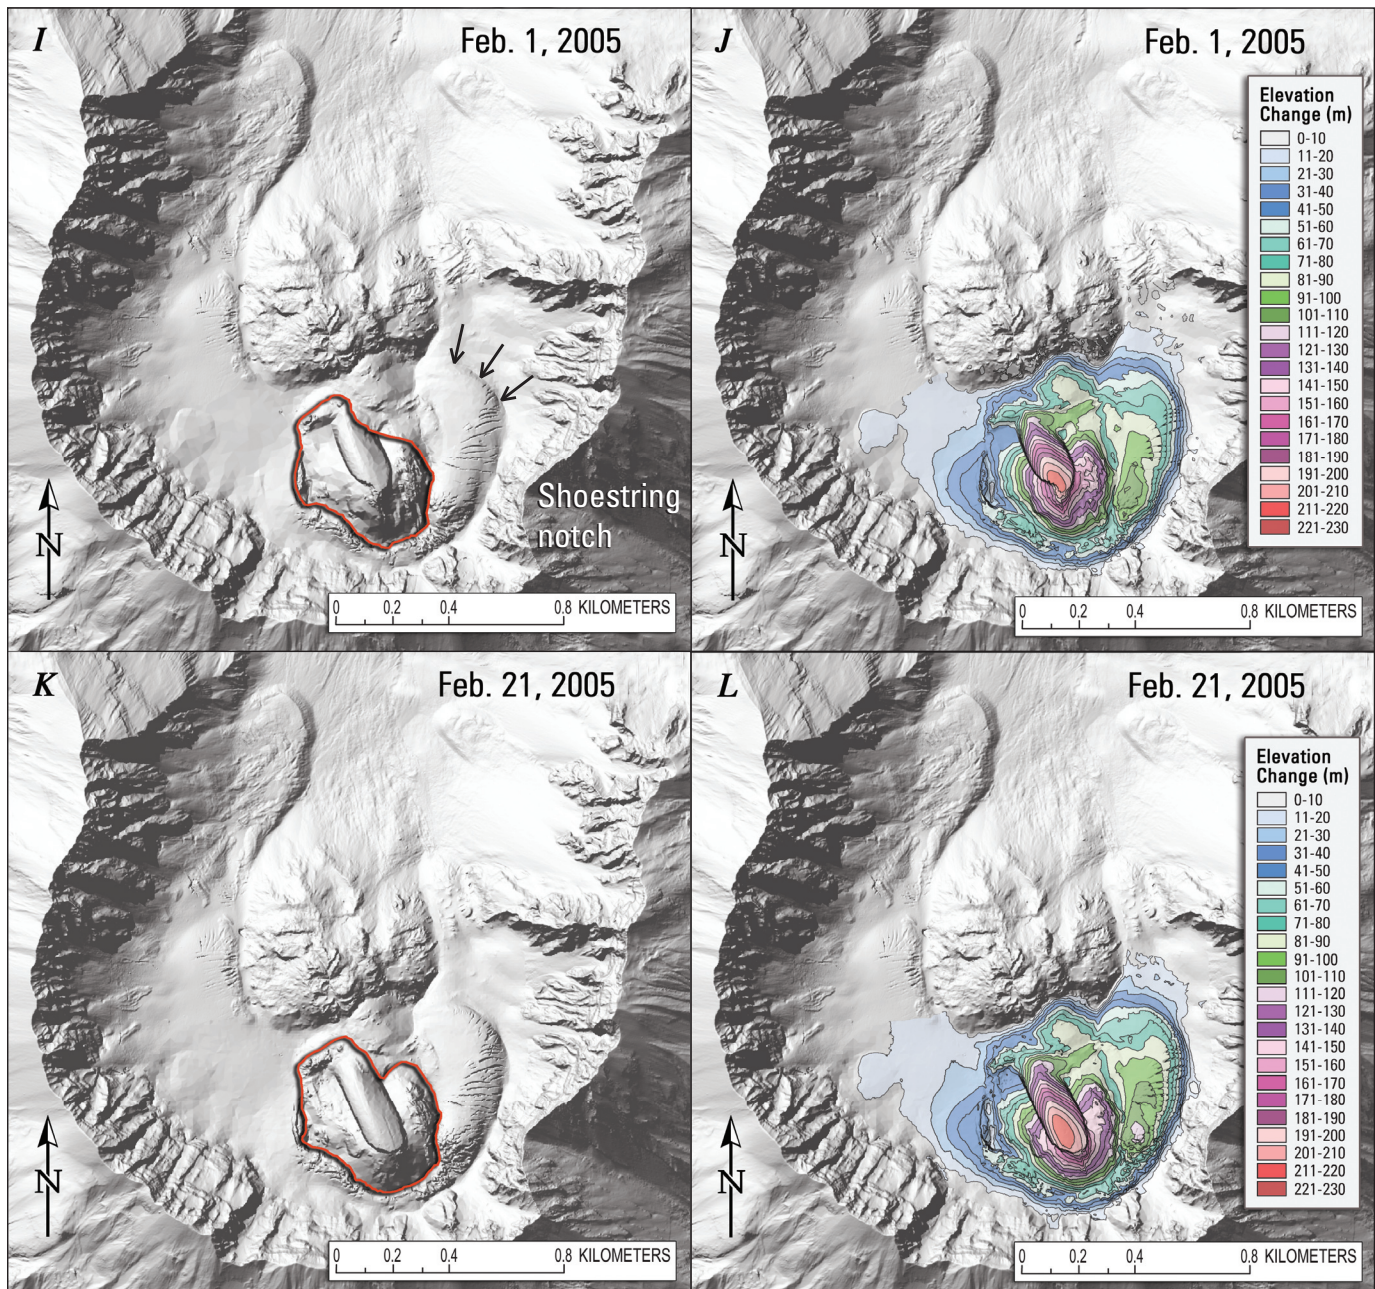 I
Feb. 1, 2005
Shoestring
notch
N
0 0.2 0.4 0.8 KILOMETERS
J
Feb. 1, 2005
Elevation
Change (m)
0-10
11-20
21-30
31-40
41-50
51-60
61-70
71-80
81-90
91-100
101-110
111-120
121-130
131-140
141-150
151-160
161-170
171-180
181-190
191-200
201-210
211-220
221-230
N
0 0.2 0.4 0.8 KILOMETERS
K
Feb. 21, 2005
N
0 0.2 0.4 0.8 KILOMETERS
L
Feb. 21, 2005
Elevation
Change (m)
0-10
11-20
21-30
31-40
41-50
51-60
61-70
71-80
81-90
91-100
101-110
111-120
121-130
131-140
141-150
151-160
161-170
171-180
181-190
191-200
201-210
211-220
221-230
N
0 0.2 0.4 0.8 KILOMETERS